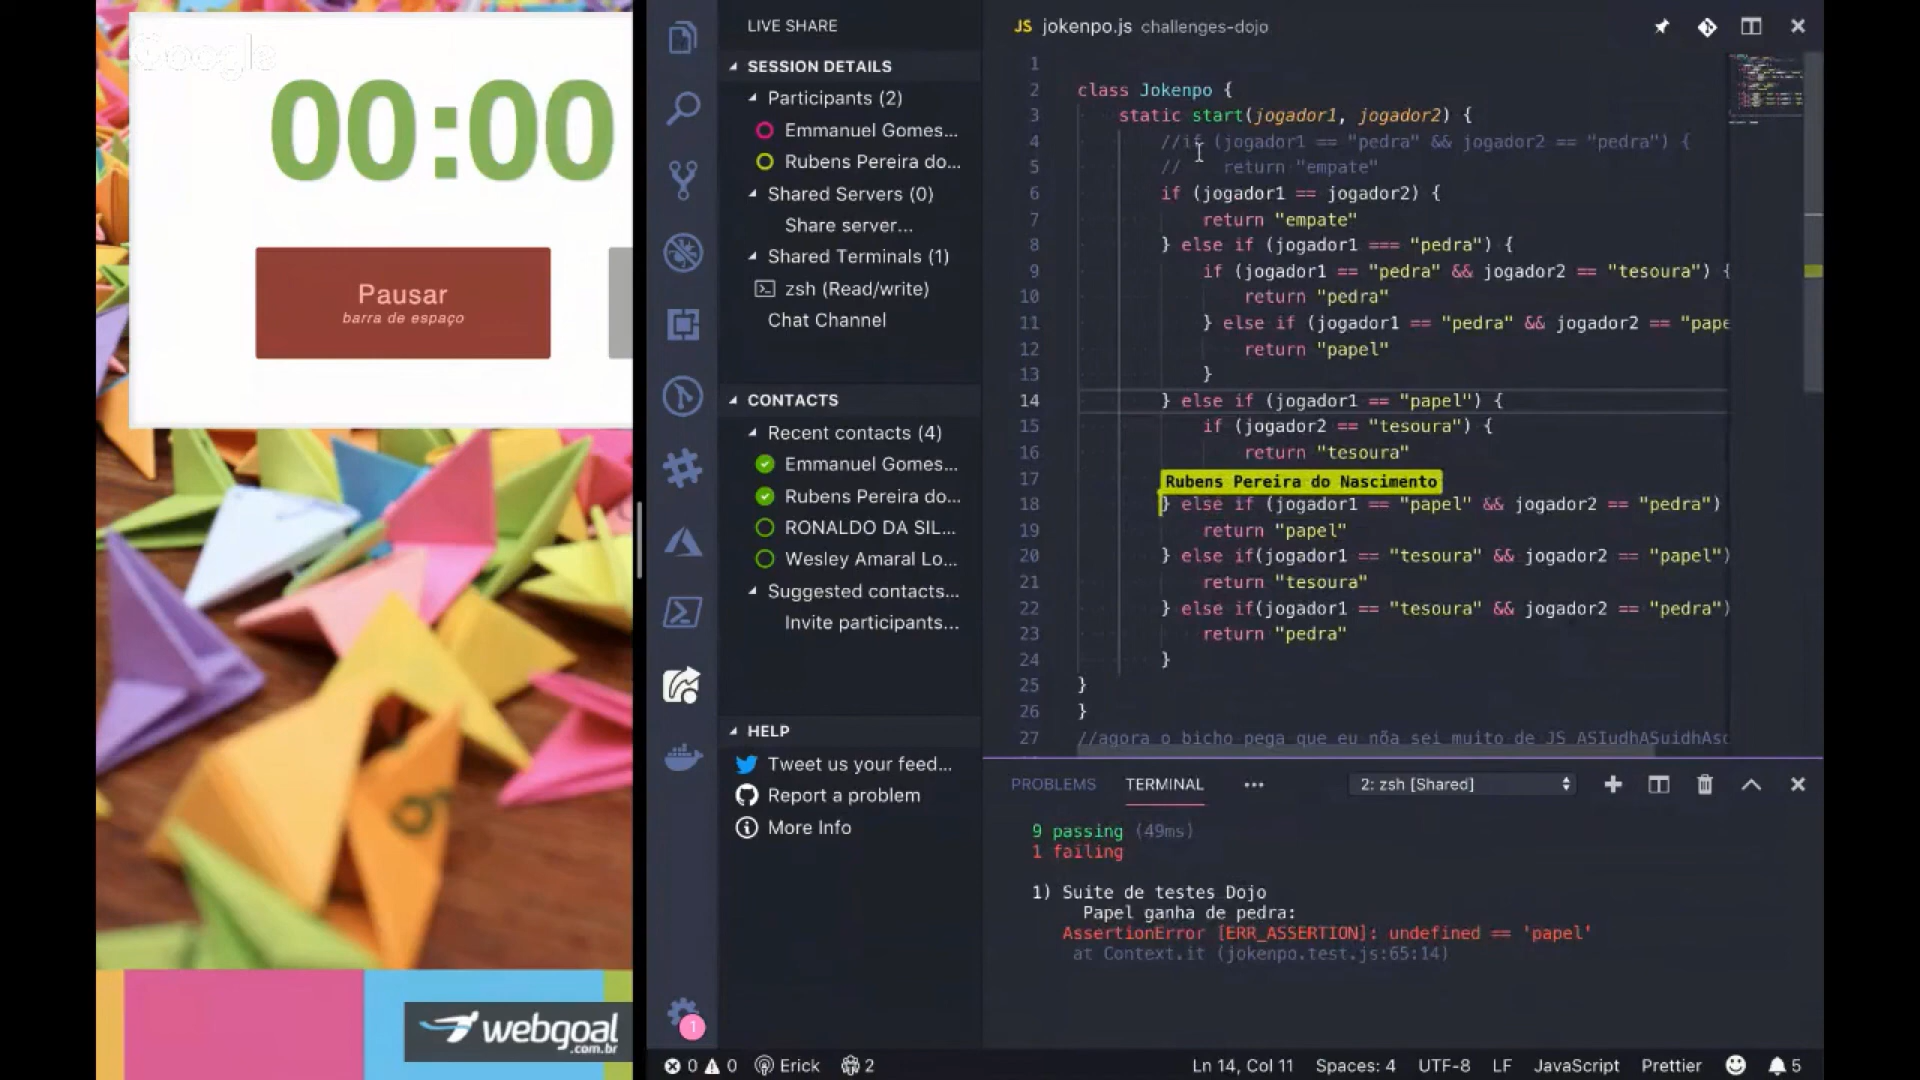 Google
00:00
Pausar
barra de espaço
webgoal
.com.br
LIVE SHARE
SESSION DETAILS
Participants (2)
Emmanuel Gomes...
Rubens Pereira do...
Shared Servers (0)
Share server...
Shared Terminals (1)
zsh (Read/write)
Chat Channel
CONTACTS
Recent contacts (4)
Emmanuel Gomes...
Rubens Pereira do...
RONALDO DA SIL...
Wesley Amaral Lo...
Suggested contacts...
Invite participants...
HELP
Tweet us your feed...
Report a problem
More Info
1
JS jokenpo.js challenges-dojo
1
2 class Jokenpo {
3 static start(jogador1, jogador2) {
4 //if (jogador1 == "pedra" && jogador2 == "pedra") {
5 // return "empate"
6 if (jogador1 == jogador2) {
7 return "empate"
8 } else if (jogador1 === "pedra") {
9 if (jogador1 == "pedra" && jogador2 == "tesoura") {
10 return "pedra"
11 } else if (jogador1 == "pedra" && jogador2 == "pape
12 return "papel"
13 }
14 } else if (jogador1 == "papel") {
15 if (jogador2 == "tesoura") {
16 return "tesoura"
17 Rubens Pereira do Nascimento
18 } else if (jogador1 == "papel" && jogador2 == "pedra")
19 return "papel"
20 } else if(jogador1 == "tesoura" && jogador2 == "papel")
21 return "tesoura"
22 } else if(jogador1 == "tesoura" && jogador2 == "pedra")
23 return "pedra"
24 }
25 }
26 }
27 //agora o bicho pega que eu nõa sei muito de JS ASIudhASuidhAsc
PROBLEMS TERMINAL ... 2: zsh [Shared]
9 passing (49ms)
1 failing
1) Suite de testes Dojo
Papel ganha de pedra:
AssertionError [ERR_ASSERTION]: undefined == 'papel'
at Context.it (jokenpo.test.js:65:14)
0 0 Erick 2 Ln 14, Col 11 Spaces: 4 UTF-8 LF JavaScript Prettier 5